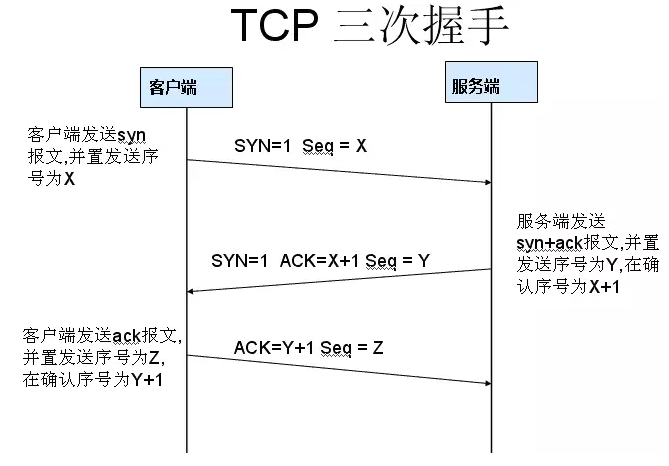 TCP 三次握手
客户端
服务端
客户端发送syn
报文,并置发送序
号为X
SYN=1 Seq = X
服务端发送
syn+ack报文,并置
发送序号为Y,在确
认序号为X+1
SYN=1 ACK=X+1 Seq = Y
客户端发送ack报文,
并置发送序号为Z,
在确认序号为Y+1
ACK=Y+1 Seq = Z